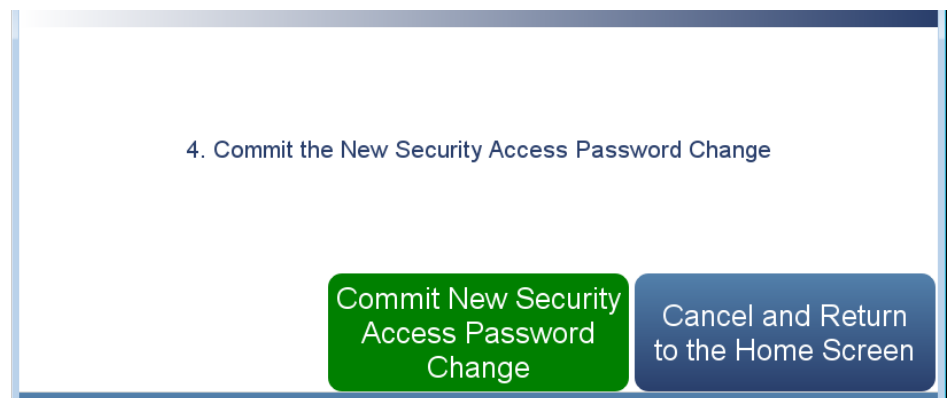 4. Commit the New Security Access Password Change
Commit New Security
Access Password
Change
Cancel and Return
to the Home Screen